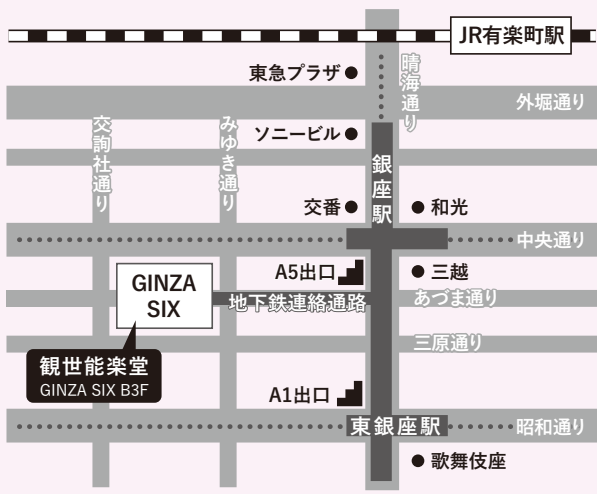 JR有楽町駅
東急プラザ
晴海通り
外堀通り
交詢社通り
みゆき通り
ソニービル
銀座駅
交番
和光
中央通り
A5出口
三越
GINZA
SIX
地下鉄連絡通路
あづま通り
三原通り
観世能楽堂
GINZA SIX B3F
A1出口
東銀座駅
昭和通り
歌舞伎座